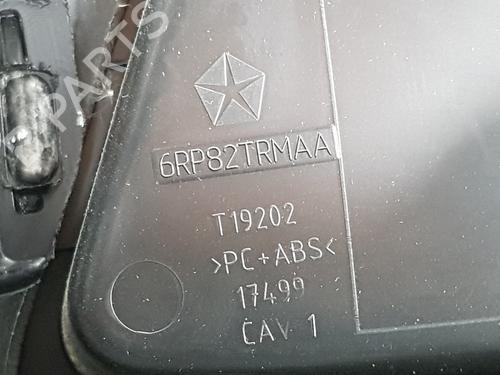 PARTS
6RP82TRMAA
T19202
>PC+ABS<
17499
CAV 1